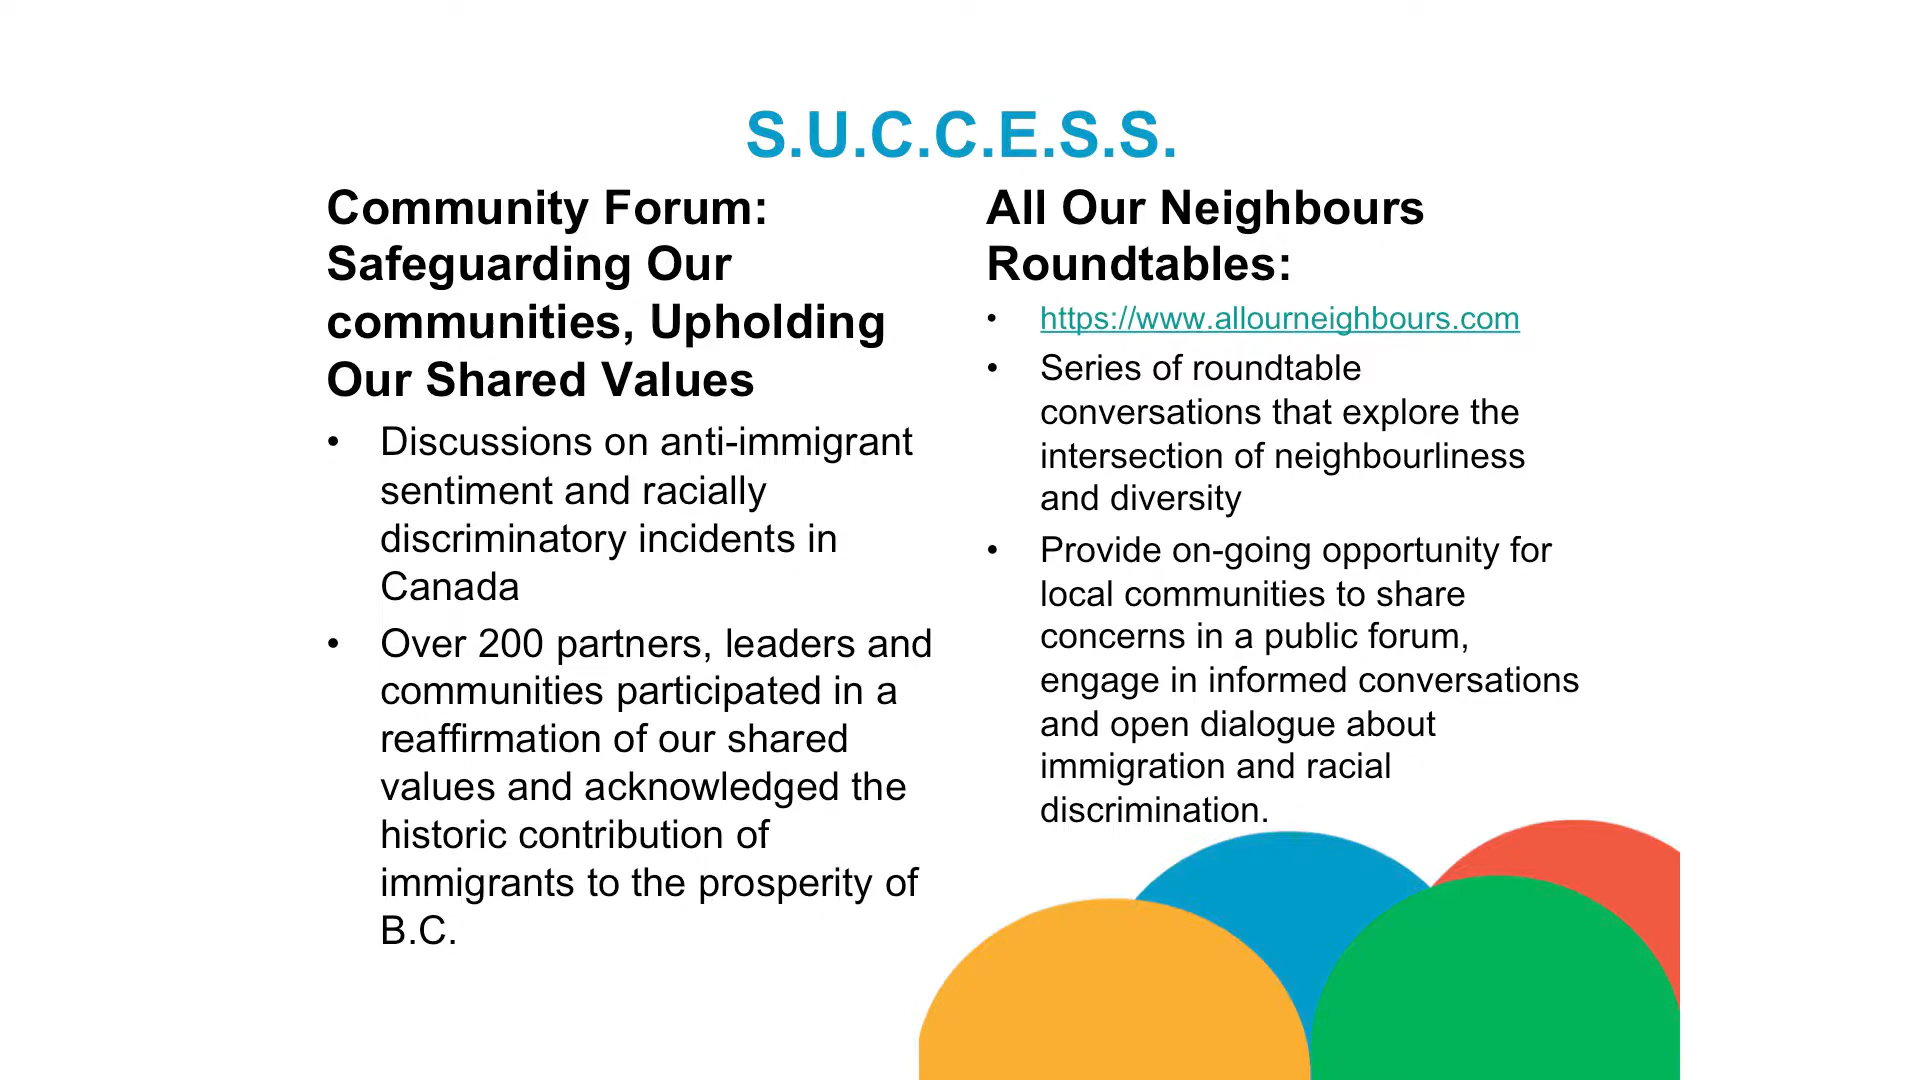 S.U.C.C.E.S.S.
Community Forum:
Safeguarding Our
communities, Upholding
Our Shared Values
• Discussions on anti-immigrant
sentiment and racially
discriminatory incidents in
Canada
• Over 200 partners, leaders and
communities participated in a
reaffirmation of our shared
values and acknowledged the
historic contribution of
immigrants to the prosperity of
B.C.
All Our Neighbours
Roundtables:
• https://www.allourneighbours.com
• Series of roundtable
conversations that explore the
intersection of neighbourliness
and diversity
• Provide on-going opportunity for
local communities to share
concerns in a public forum,
engage in informed conversations
and open dialogue about
immigration and racial
discrimination.